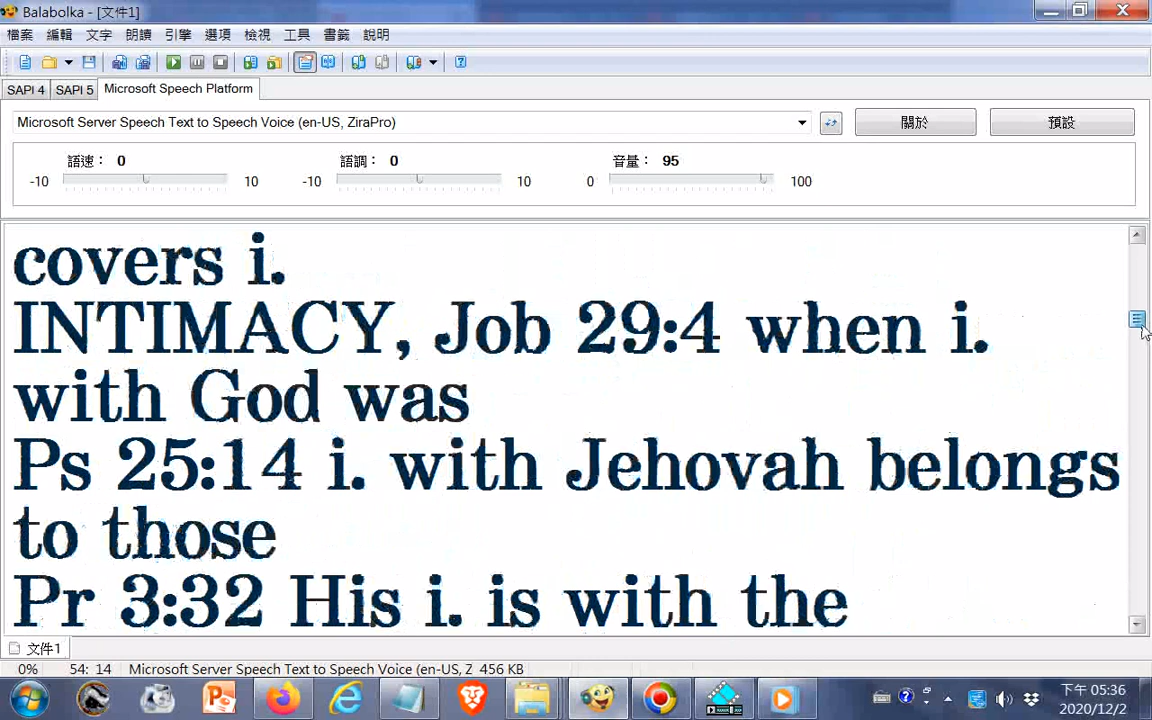 Balabolka - [文件1]
檔案 編輯 文字 朗讀 引擎 選項 檢視 工具 書籤 說明
SAPI 4 SAPI 5 Microsoft Speech Platform
Microsoft Server Speech Text to Speech Voice (en-US, ZiraPro) 關於 預設
語速： 0 語調： 0 音量： 95
-10 10 -10 10 0 100
covers i.
INTIMACY, Job 29:4 when i.
with God was
Ps 25:14 i. with Jehovah belongs
to those
Pr 3:32 His i. is with the
文件1
0% 54: 14 Microsoft Server Speech Text to Speech Voice (en-US, Z 456 KB
下午 05:36
2020/12/2